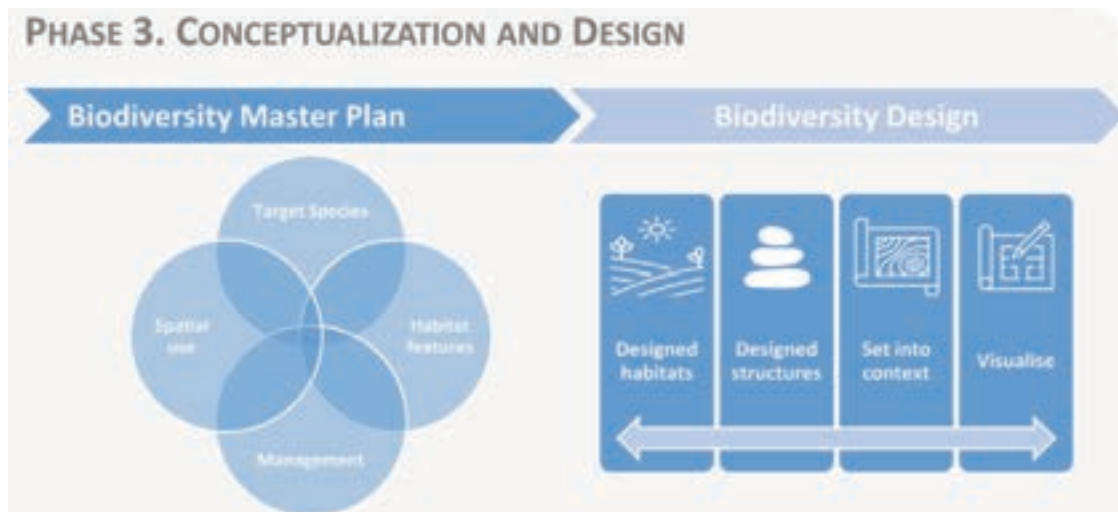 PHASE 3. CONCEPTUALIZATION AND DESIGN
Biodiversity Master Plan
Biodiversity Design
Target Species
Spatial
use
Habitat
features
Management
Designed
habitats
Designed
structures
Set into
context
Visualise